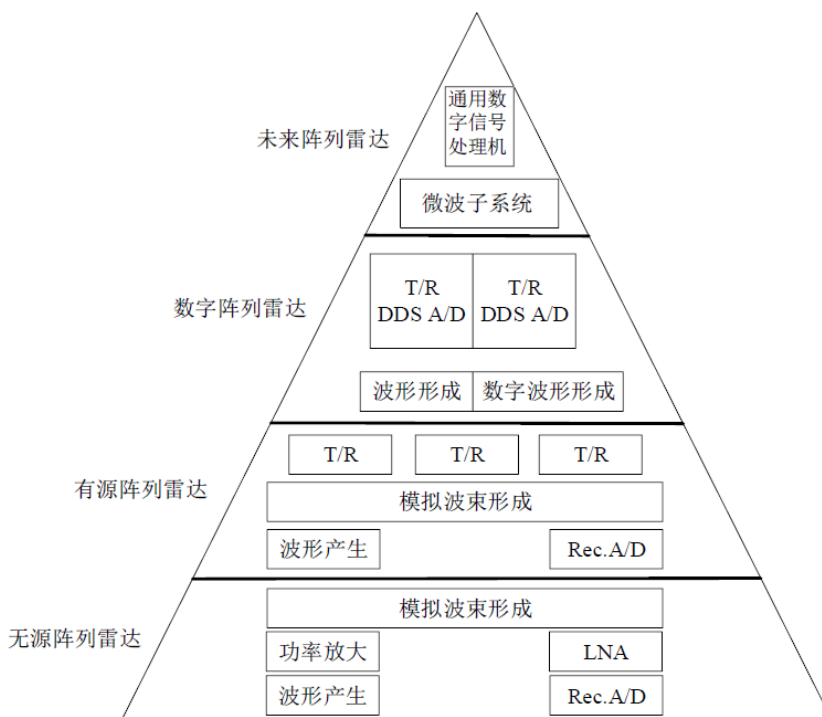 通用数
字信号
处理机
未来阵列雷达
微波子系统
T/R T/R
DDS A/D DDS A/D
数字阵列雷达
波形形成 数字波形形成
T/R T/R T/R
有源阵列雷达
模拟波束形成
波形产生 Rec.A/D
模拟波束形成
无源阵列雷达
功率放大 LNA
波形产生 Rec.A/D